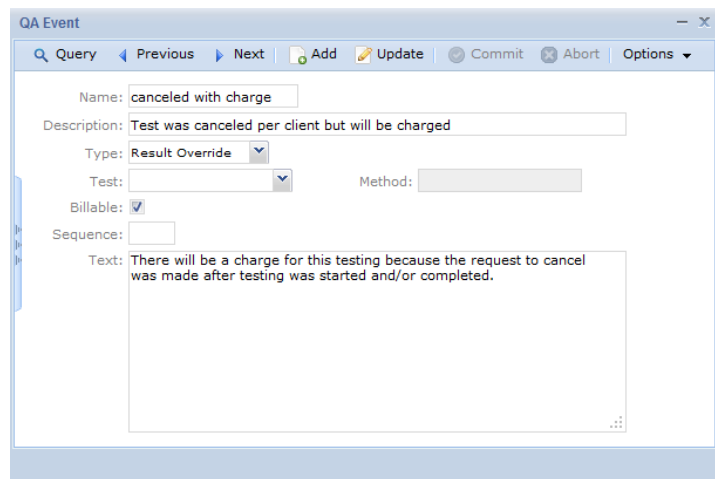 QA Event
Query Previous Next Add Update Commit Abort Options
Name: canceled with charge
Description: Test was canceled per client but will be charged
Type: Result Override
Test: Method:
Billable:
Sequence:
Text: There will be a charge for this testing because the request to cancel
was made after testing was started and/or completed.